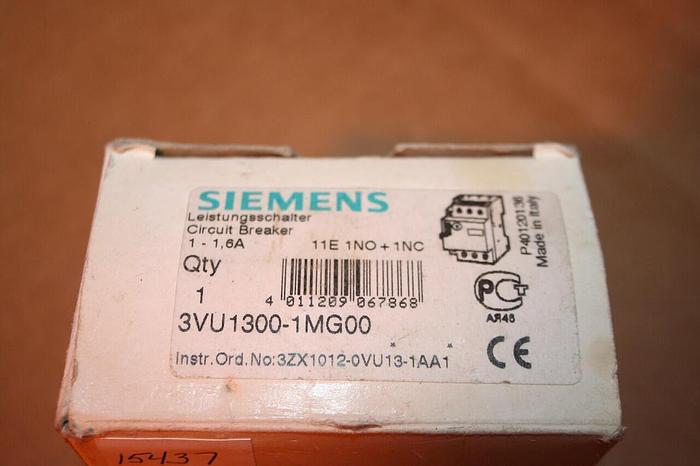 SIEMENS
Leistungsschalter
Circuit Breaker
1 - 1,6A 11E 1NO + 1NC
Qty
1
4 011209 067868
3VU1300-1MG00
Instr.Ord.No:3ZX1012-0VU13-1AA1
P40120136
Made in Italy
PC+
АЯ46
CE
15437